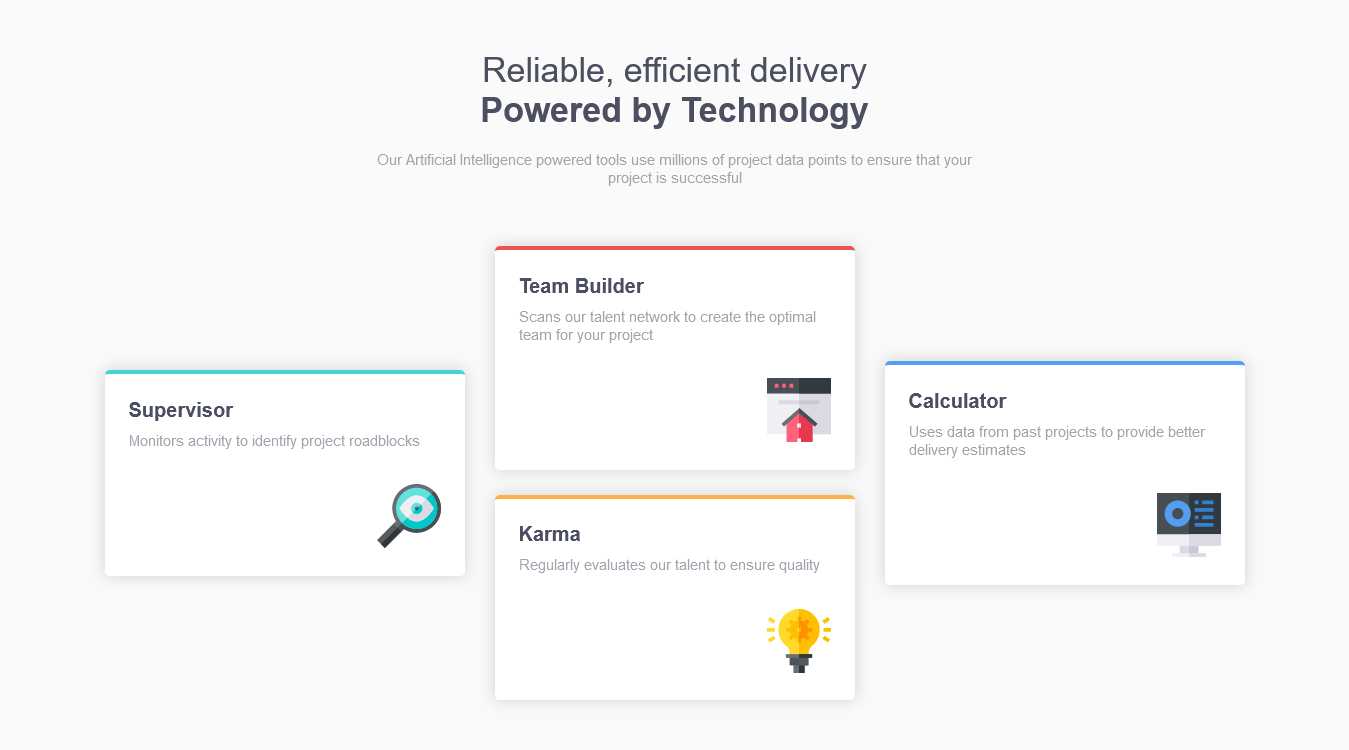 Reliable, efficient delivery
Powered by Technology
Our Artificial Intelligence powered tools use millions of project data points to ensure that your
project is successful
Supervisor
Monitors activity to identify project roadblocks
Team Builder
Scans our talent network to create the optimal
team for your project
Karma
Regularly evaluates our talent to ensure quality
Calculator
Uses data from past projects to provide better
delivery estimates